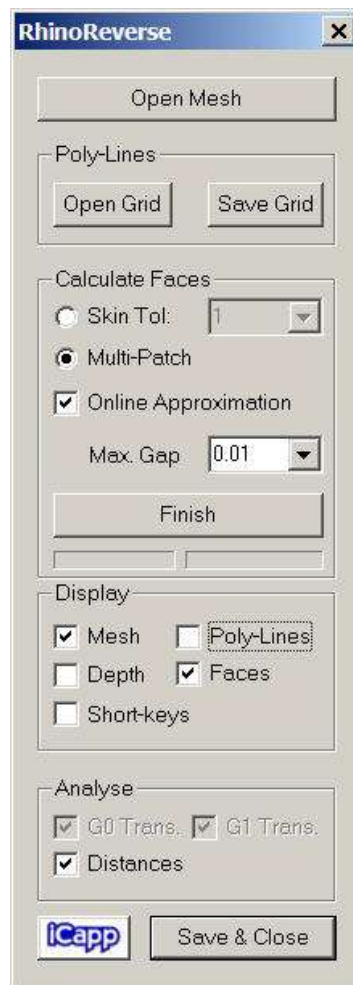 RhinoReverse
Open Mesh
Poly-Lines
Open Grid Save Grid
Calculate Faces
Skin Tol: 1
Multi-Patch
Online Approximation
Max. Gap 0.01
Finish
Display
Mesh Poly-Lines
Depth Faces
Short-keys
Analyse
G0 Trans. G1 Trans.
Distances
iCapp Save & Close